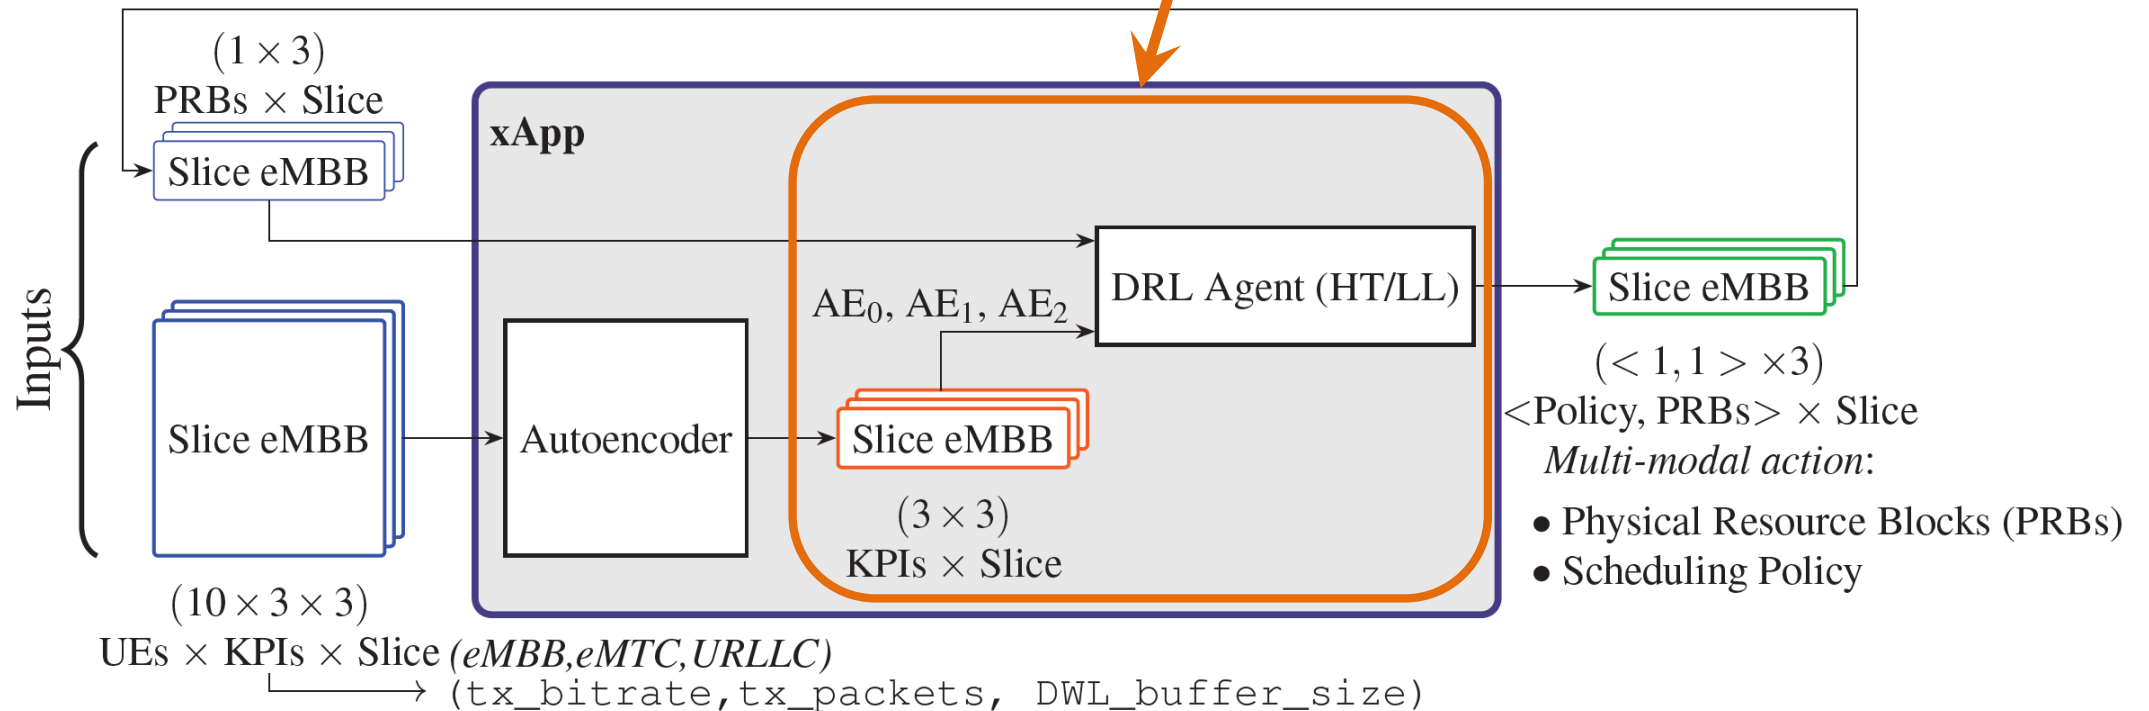 (1 × 3)
PRBs × Slice
Slice eMBB
xApp
Inputs
Slice eMBB
(10 × 3 × 3)
UEs × KPIs × Slice (eMBB,eMTC,URLLC)
(tx_bitrate,tx_packets, DWL_buffer_size)
Autoencoder
AE₀, AE₁, AE₂
Slice eMBB
(3 × 3)
KPIs × Slice
DRL Agent (HT/LL)
Slice eMBB
(< 1, 1 > ×3)
<Policy, PRBs> × Slice
Multi-modal action:
• Physical Resource Blocks (PRBs)
• Scheduling Policy